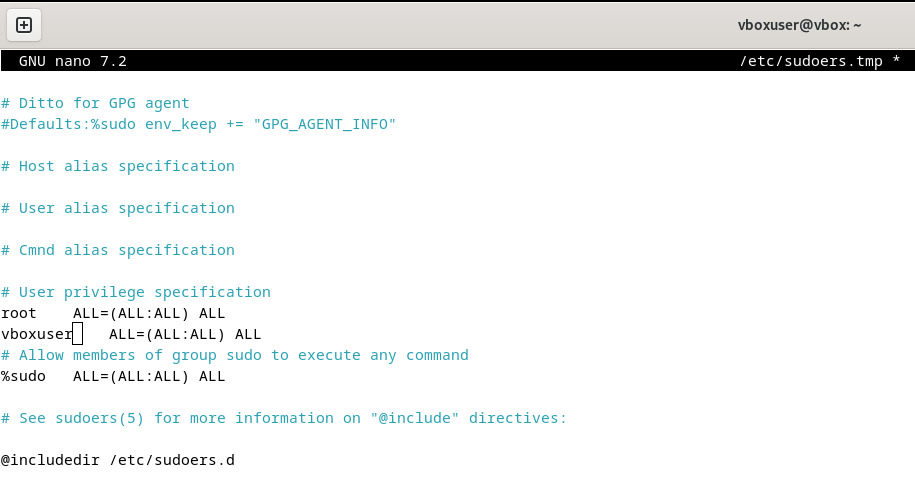 vboxuser@vbox: ~
GNU nano 7.2 /etc/sudoers.tmp *
# Ditto for GPG agent
#Defaults:%sudo env_keep += "GPG_AGENT_INFO"
# Host alias specification
# User alias specification
# Cmnd alias specification
# User privilege specification
root    ALL=(ALL:ALL) ALL
vboxuser    ALL=(ALL:ALL) ALL
# Allow members of group sudo to execute any command
%sudo   ALL=(ALL:ALL) ALL
# See sudoers(5) for more information on "@include" directives:
@includedir /etc/sudoers.d